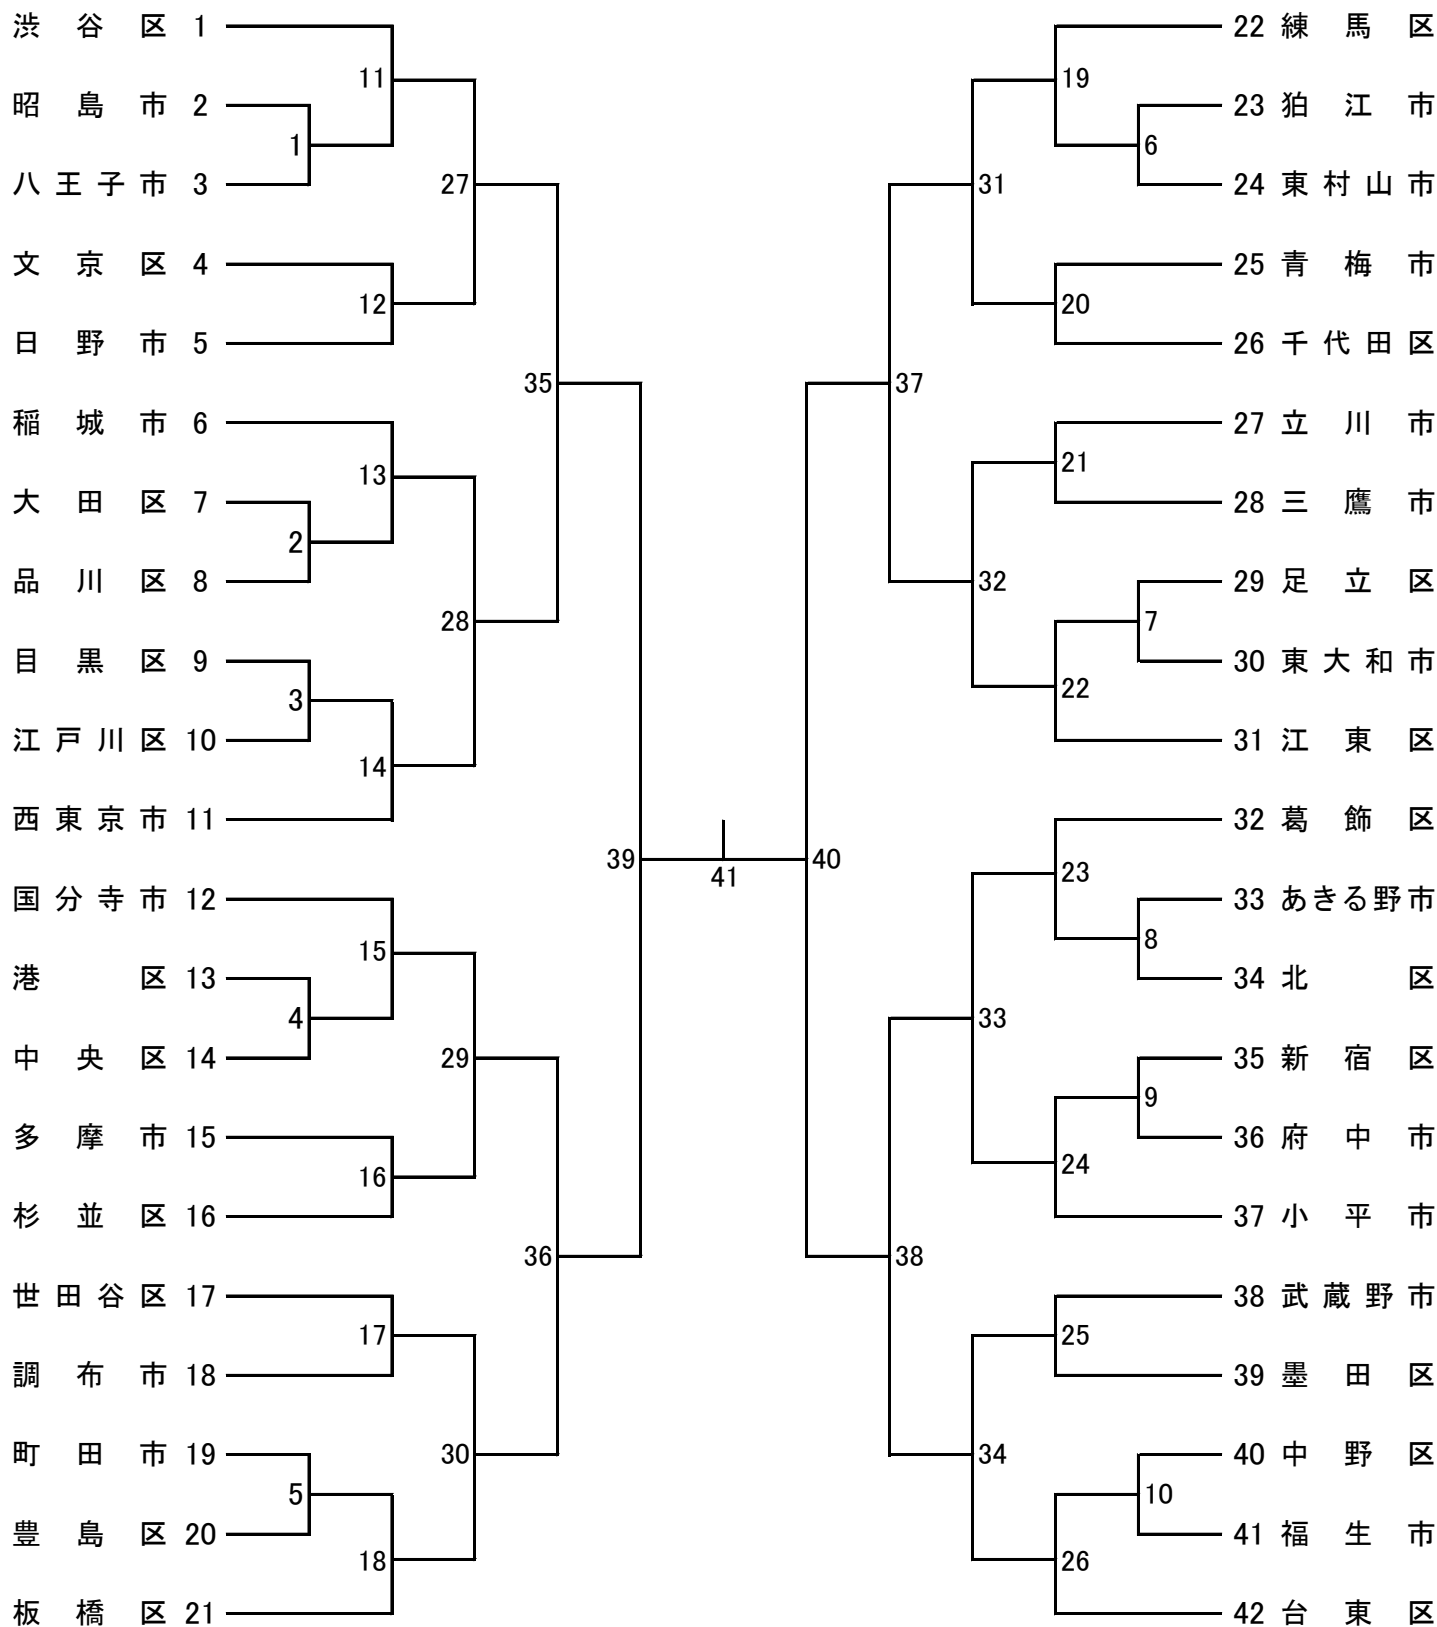 渋谷区 1
11
昭島市 2
1
八王子市 3
27
文京区 4
12
日野市 5
35
稲城市 6
13
大田区 7
2
品川区 8
28
目黒区 9
3
江戸川区 10
14
西東京市 11
39
国分寺市 12
15
港区 13
4
中央区 14
29
多摩市 15
16
杉並区 16
36
世田谷区 17
17
調布市 18
町田市 19
30
5
豊島区 20
18
板橋区 21
41
22 練馬区
19
23 狛江市
6
24 東村山市
31
25 青梅市
20
26 千代田区
37
27 立川市
21
28 三鷹市
29 足立区
32
7
30 東大和市
22
31 江東区
32 葛飾区
40
23
33 あきる野市
8
34 北区
33
35 新宿区
9
36 府中市
24
37 小平市
38
38 武蔵野市
25
39 墨田区
40 中野区
34
10
41 福生市
26
42 台東区